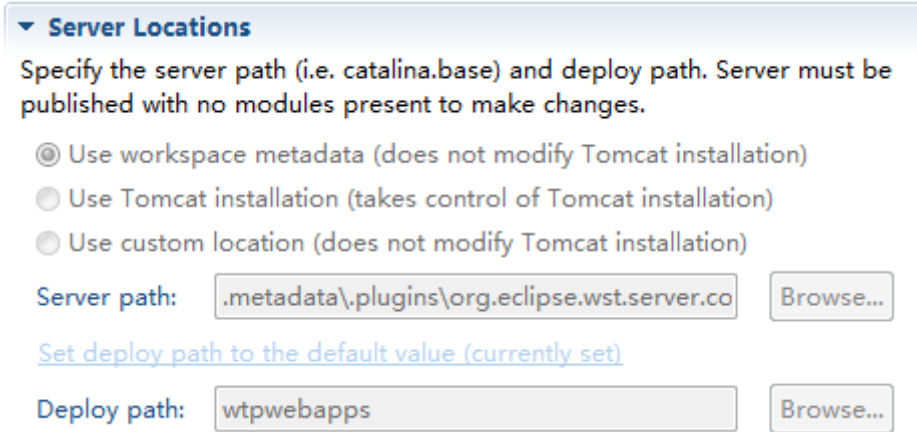 Server Locations
Specify the server path (i.e. catalina.base) and deploy path. Server must be
published with no modules present to make changes.
Use workspace metadata (does not modify Tomcat installation)
Use Tomcat installation (takes control of Tomcat installation)
Use custom location (does not modify Tomcat installation)
Server path: .metadata\.plugins\org.eclipse.wst.server.co Browse...
Set deploy path to the default value (currently set)
Deploy path: wtpwebapps Browse...